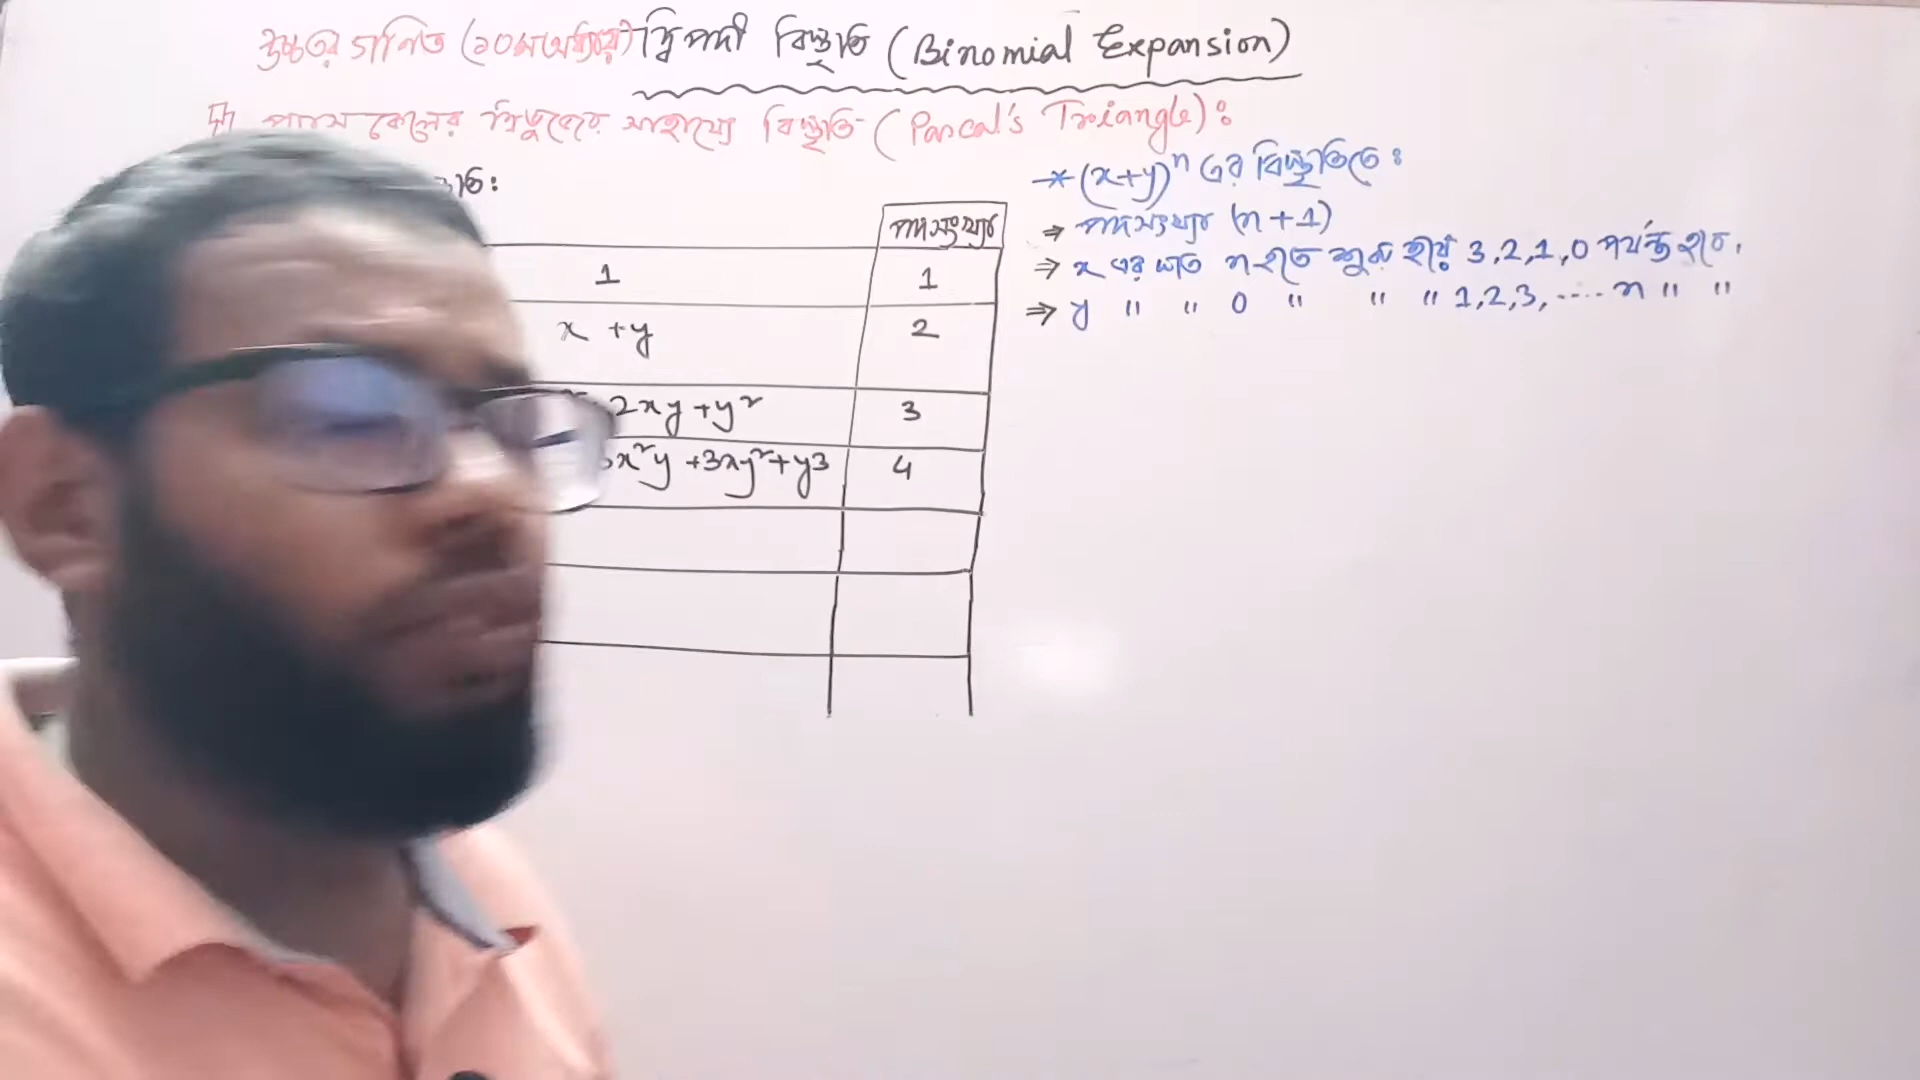 উচ্চতর গণিত (১০ম অধ্যায়) দ্বিপদী বিস্তৃতি (Binomial Expansion)
প্যাসকেলের ত্রিভুজের সাহায্যে বিস্তৃতি (Pascal's Triangle):
তি:
* (x+y)ⁿ এর বিস্তৃতিতে:
পদসংখ্যা
⇒ পদসংখ্যা (n+1)
⇒ x এর ঘাত n হতে শুরু হয়ে 3,2,1,0 পর্যন্ত হবে,
⇒ y " " 0 " " " 1,2,3,.... n " "
1 1
x + y 2
2xy + y² 3
3x²y + 3xy² + y3 4